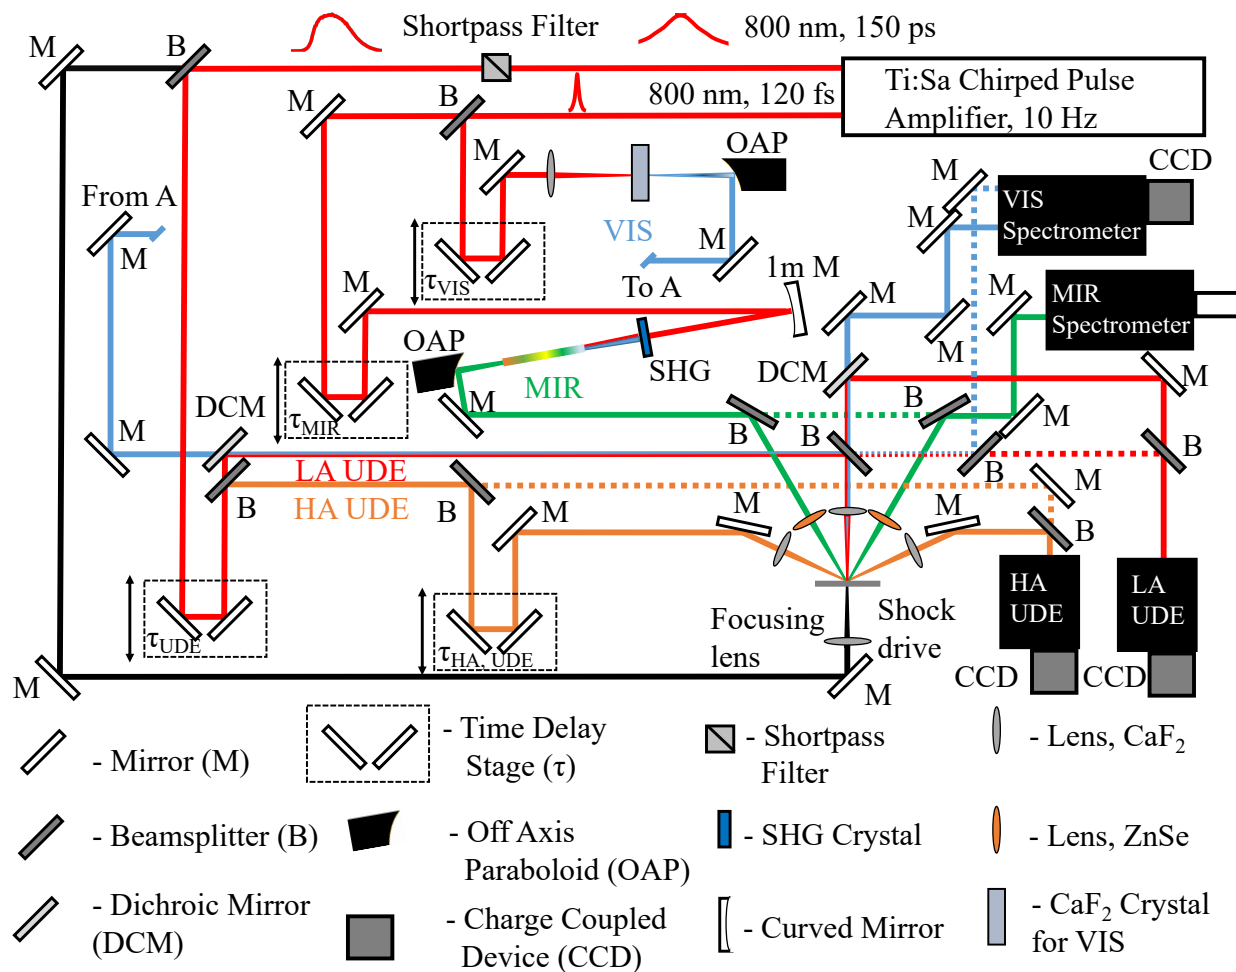 M
B
Shortpass Filter
800 nm, 150 ps
Ti:Sa Chirped Pulse
Amplifier, 10 Hz
M
B
800 nm, 120 fs
M
OAP
CCD
From A
M
M
VIS
Spectrometer
M
VIS
M
τVIS
To A
1m M
M
M
M
MIR
Spectrometer
M
OAP
MIR
SHG
DCM
M
M
τMIR
DCM
M
B
B
B
M
LA UDE
HA UDE
B
B
B
B
M
M
M
M
B
τUDE
τHA, UDE
Focusing
lens
Shock
drive
HA
UDE
LA
UDE
M
M
CCD
CCD
- Mirror (M)
- Time Delay
Stage (τ)
- Shortpass
Filter
- Lens, CaF₂
- Beamsplitter (B)
- Off Axis
Paraboloid (OAP)
- SHG Crystal
- Lens, ZnSe
- Dichroic Mirror
(DCM)
- Charge Coupled
Device (CCD)
- Curved Mirror
- CaF₂ Crystal
for VIS